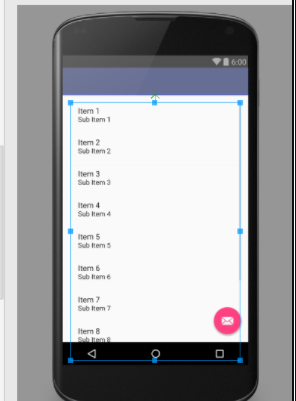 6:00
Item 1
Sub Item 1
Item 2
Sub Item 2
Item 3
Sub Item 3
Item 4
Sub Item 4
Item 5
Sub Item 5
Item 6
Sub Item 6
Item 7
Sub Item 7
Item 8
Sub Item 8